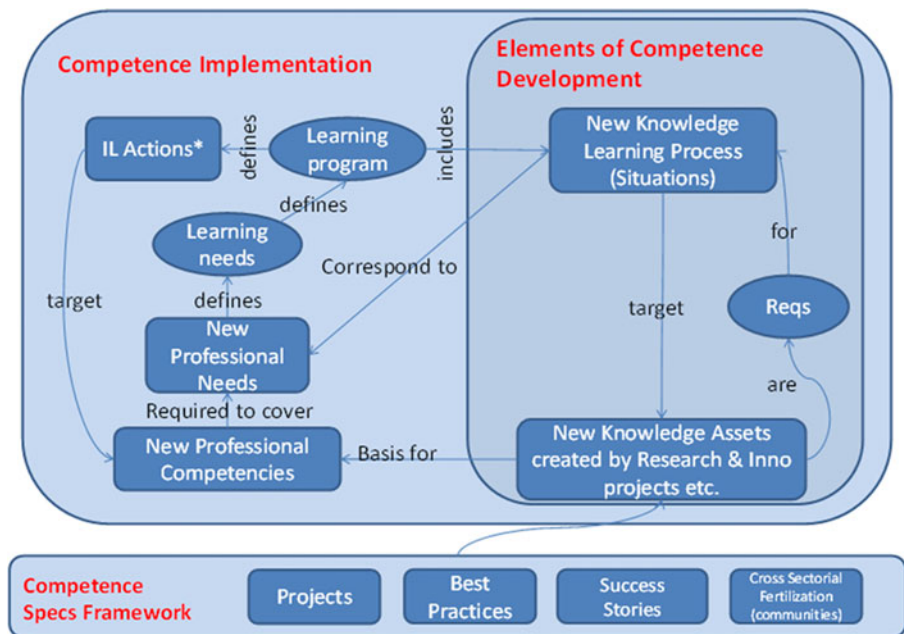 Competence Implementation
Elements of Competence
Development
IL Actions*
defines
Learning
program
includes
New Knowledge
Learning Process
(Situations)
defines
Learning
needs
for
Correspond to
target
defines
target
Reqs
New
Professional
Needs
are
Required to cover
New Professional
Competencies
Basis for
New Knowledge Assets
created by Research & Inno
projects etc.
Competence
Specs Framework
Projects
Best
Practices
Success
Stories
Cross Sectorial
Fertilization
(communities)